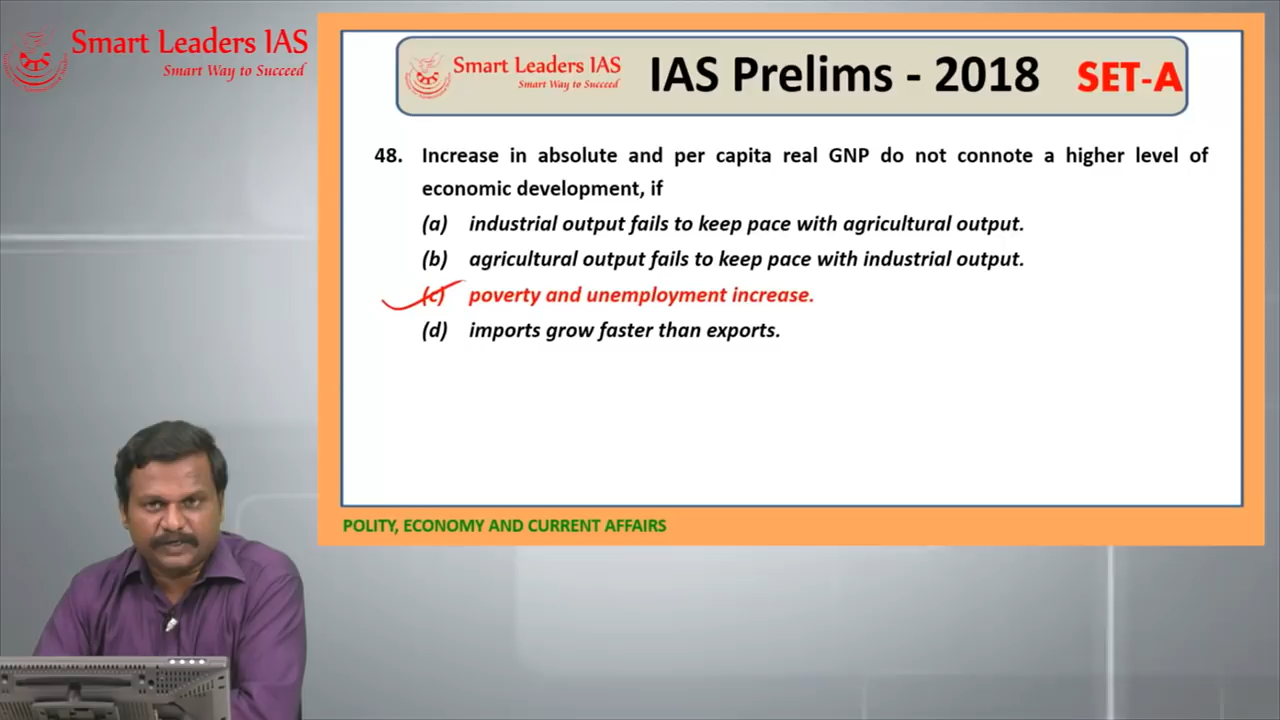 Smart Leaders IAS
Smart Way to Succeed
Smart Leaders IAS
Smart Way to Succeed
IAS Prelims - 2018 SET-A
48. Increase in absolute and per capita real GNP do not connote a higher level of
economic development, if
(a) industrial output fails to keep pace with agricultural output.
(b) agricultural output fails to keep pace with industrial output.
(c) poverty and unemployment increase.
(d) imports grow faster than exports.
POLITY, ECONOMY AND CURRENT AFFAIRS